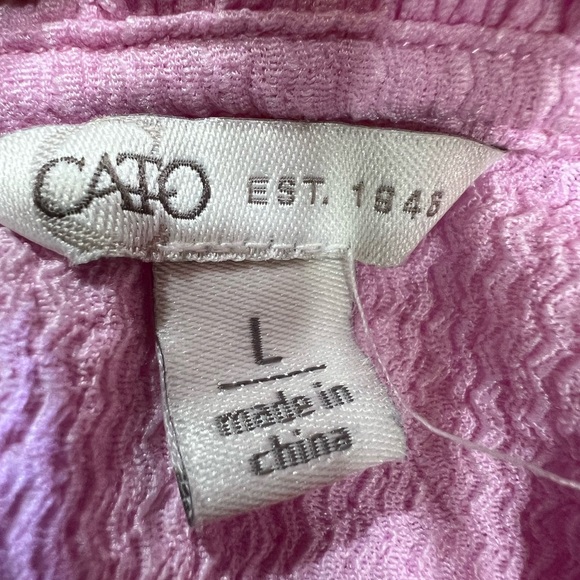 CATO EST. 1946
L
made in
china